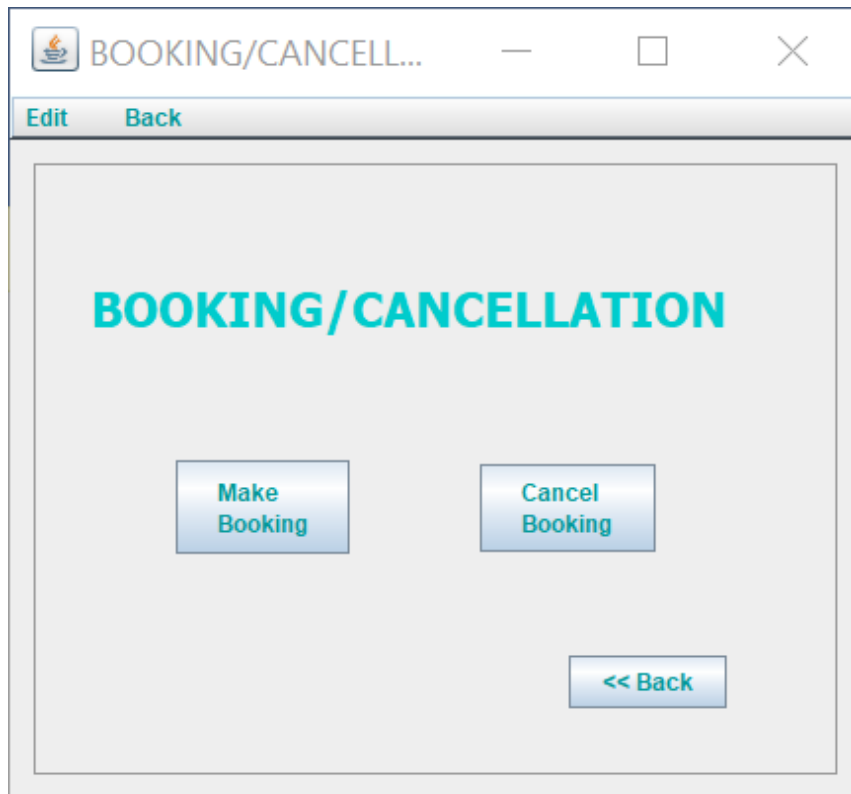 BOOKING/CANCELL...
Edit Back
BOOKING/CANCELLATION
Make
Booking
Cancel
Booking
<< Back